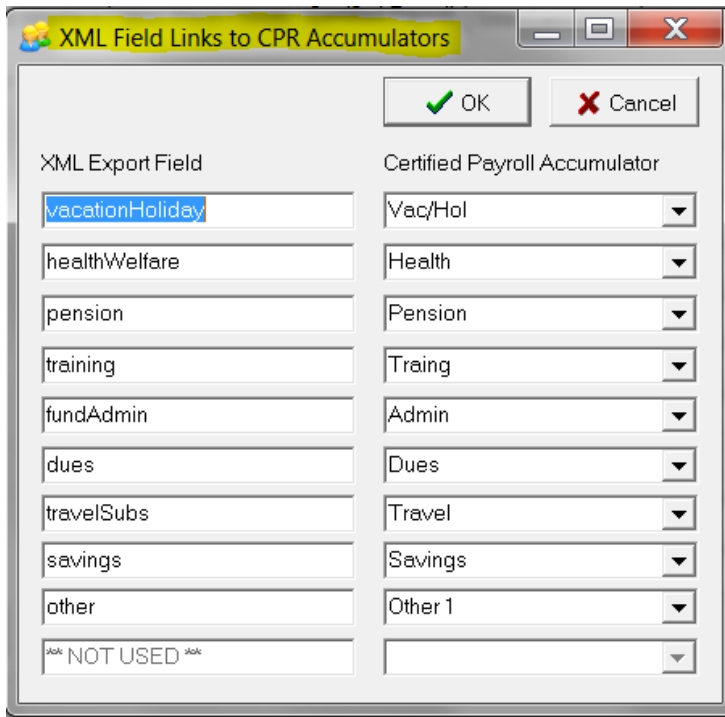 XML Field Links to CPR Accumulators
OK Cancel
XML Export Field Certified Payroll Accumulator
vacationHoliday Vac/Hol
healthWelfare Health
pension Pension
training Traing
fundAdmin Admin
dues Dues
travelSubs Travel
savings Savings
other Other 1
** NOT USED **